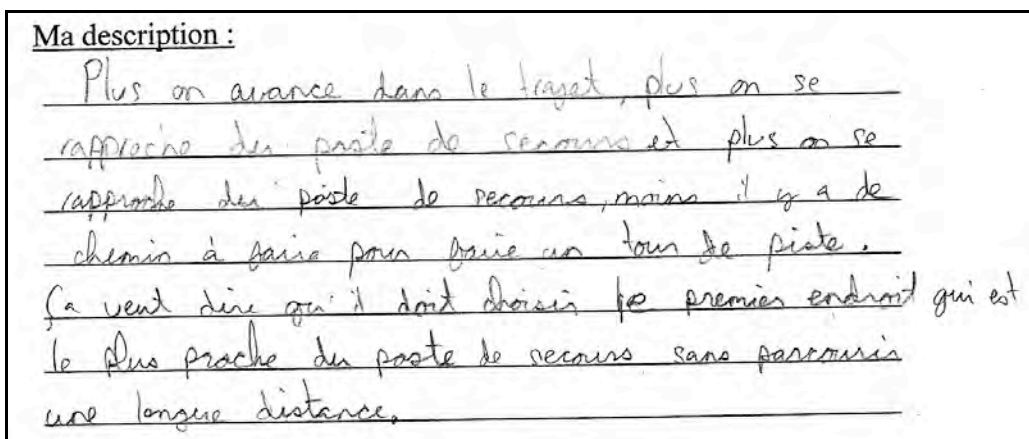 Ma description :
Plus on avance dans le trajet, plus on se
rapproche du poste de secours et plus on se
rapproche du poste de secours, moins il y a de
chemin à faire pour faire un tour de piste.
Ça veut dire qu'il doit choisir le premier endroit qui est
le plus proche du poste de secours sans parcourir
une longue distance.